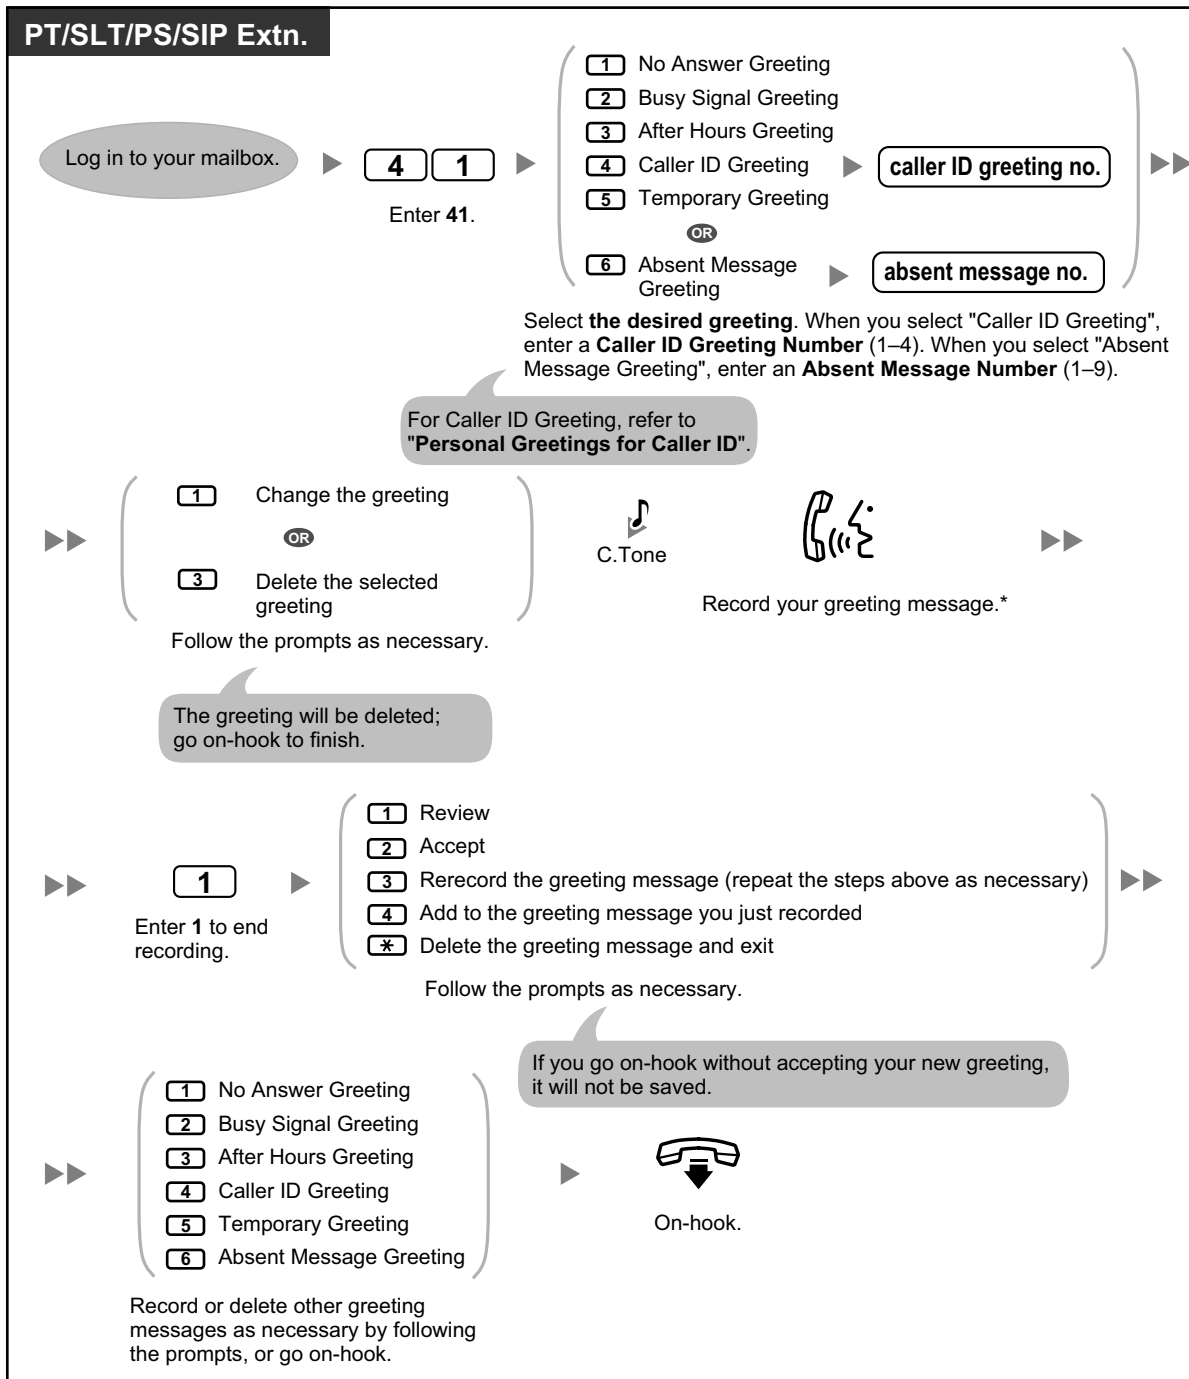 PT/SLT/PS/SIP Extn.
Log in to your mailbox.
4 1
Enter 41.
1 No Answer Greeting
2 Busy Signal Greeting
3 After Hours Greeting
4 Caller ID Greeting
caller ID greeting no.
5 Temporary Greeting
OR
6 Absent Message
Greeting
absent message no.
Select the desired greeting. When you select "Caller ID Greeting",
enter a Caller ID Greeting Number (1–4). When you select "Absent
Message Greeting", enter an Absent Message Number (1–9).
For Caller ID Greeting, refer to
"Personal Greetings for Caller ID".
1 Change the greeting
OR
3 Delete the selected
greeting
Follow the prompts as necessary.
C.Tone
Record your greeting message.*
The greeting will be deleted;
go on-hook to finish.
1
Enter 1 to end
recording.
1 Review
2 Accept
3 Rerecord the greeting message (repeat the steps above as necessary)
4 Add to the greeting message you just recorded
* Delete the greeting message and exit
Follow the prompts as necessary.
If you go on-hook without accepting your new greeting,
it will not be saved.
1 No Answer Greeting
2 Busy Signal Greeting
3 After Hours Greeting
4 Caller ID Greeting
5 Temporary Greeting
6 Absent Message Greeting
Record or delete other greeting
messages as necessary by following
the prompts, or go on-hook.
On-hook.